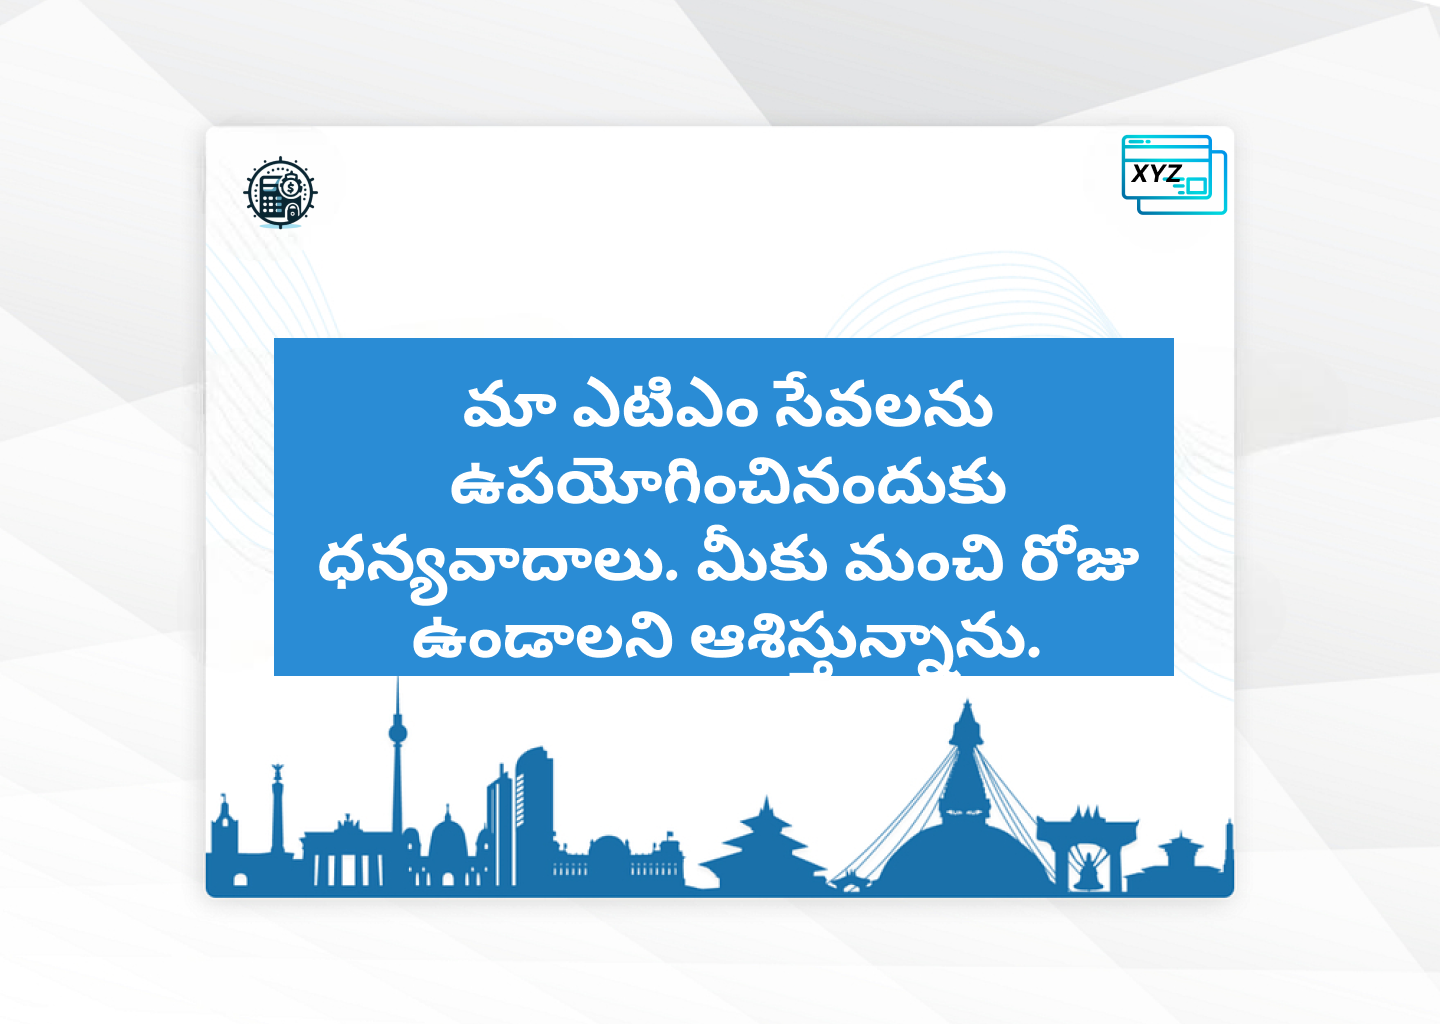 XYZ
మా ఎటిఎం సేవలను
ఉపయోగించినందుకు
ధన్యవాదాలు. మీకు మంచి రోజు
ఉండాలని ఆశిస్తున్నాను.